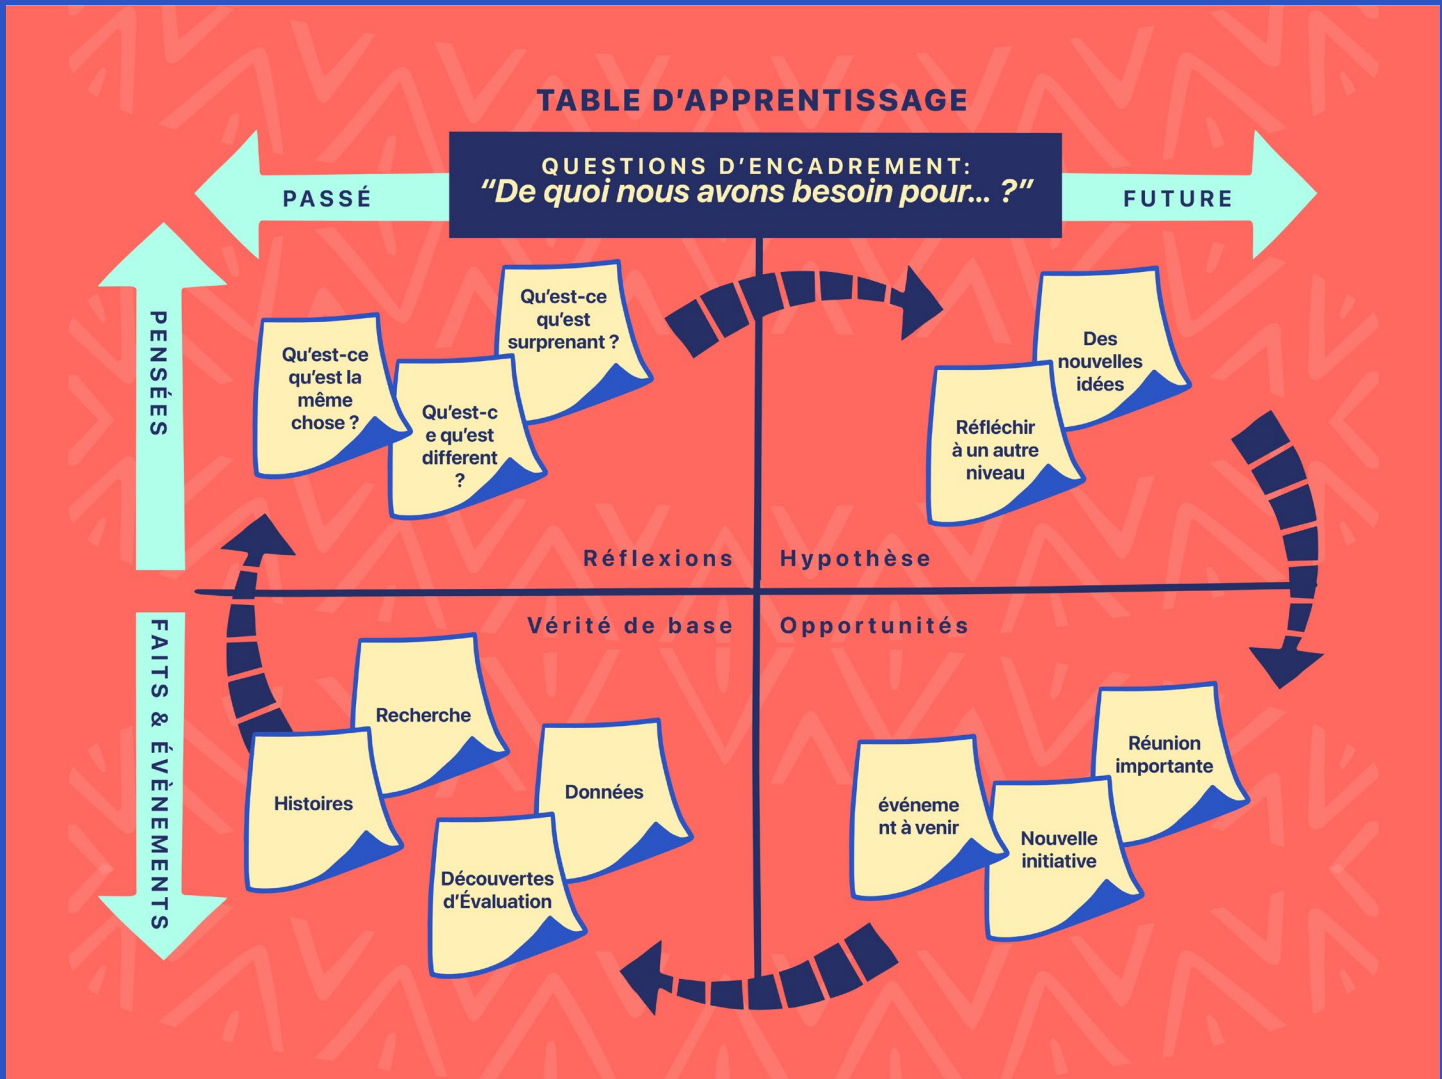 TABLE D'APPRENTISSAGE
QUESTIONS D'ENCADREMENT:
“De quoi nous avons besoin pour... ?”
PASSÉ
FUTURE
PENSÉES
FAITS & ÉVÈNEMENTS
Qu'est-ce
qu'est la
même
chose ?
Qu'est-c
e qu'est
different
?
Qu'est-ce
qu'est
surprenant ?
Réflexions
Des
nouvelles
idées
Réfléchir
à un autre
niveau
Hypothèse
Vérité de base
Recherche
Histoires
Données
Découvertes
d'Évaluation
Opportunités
Réunion
importante
événeme
nt à venir
Nouvelle
initiative